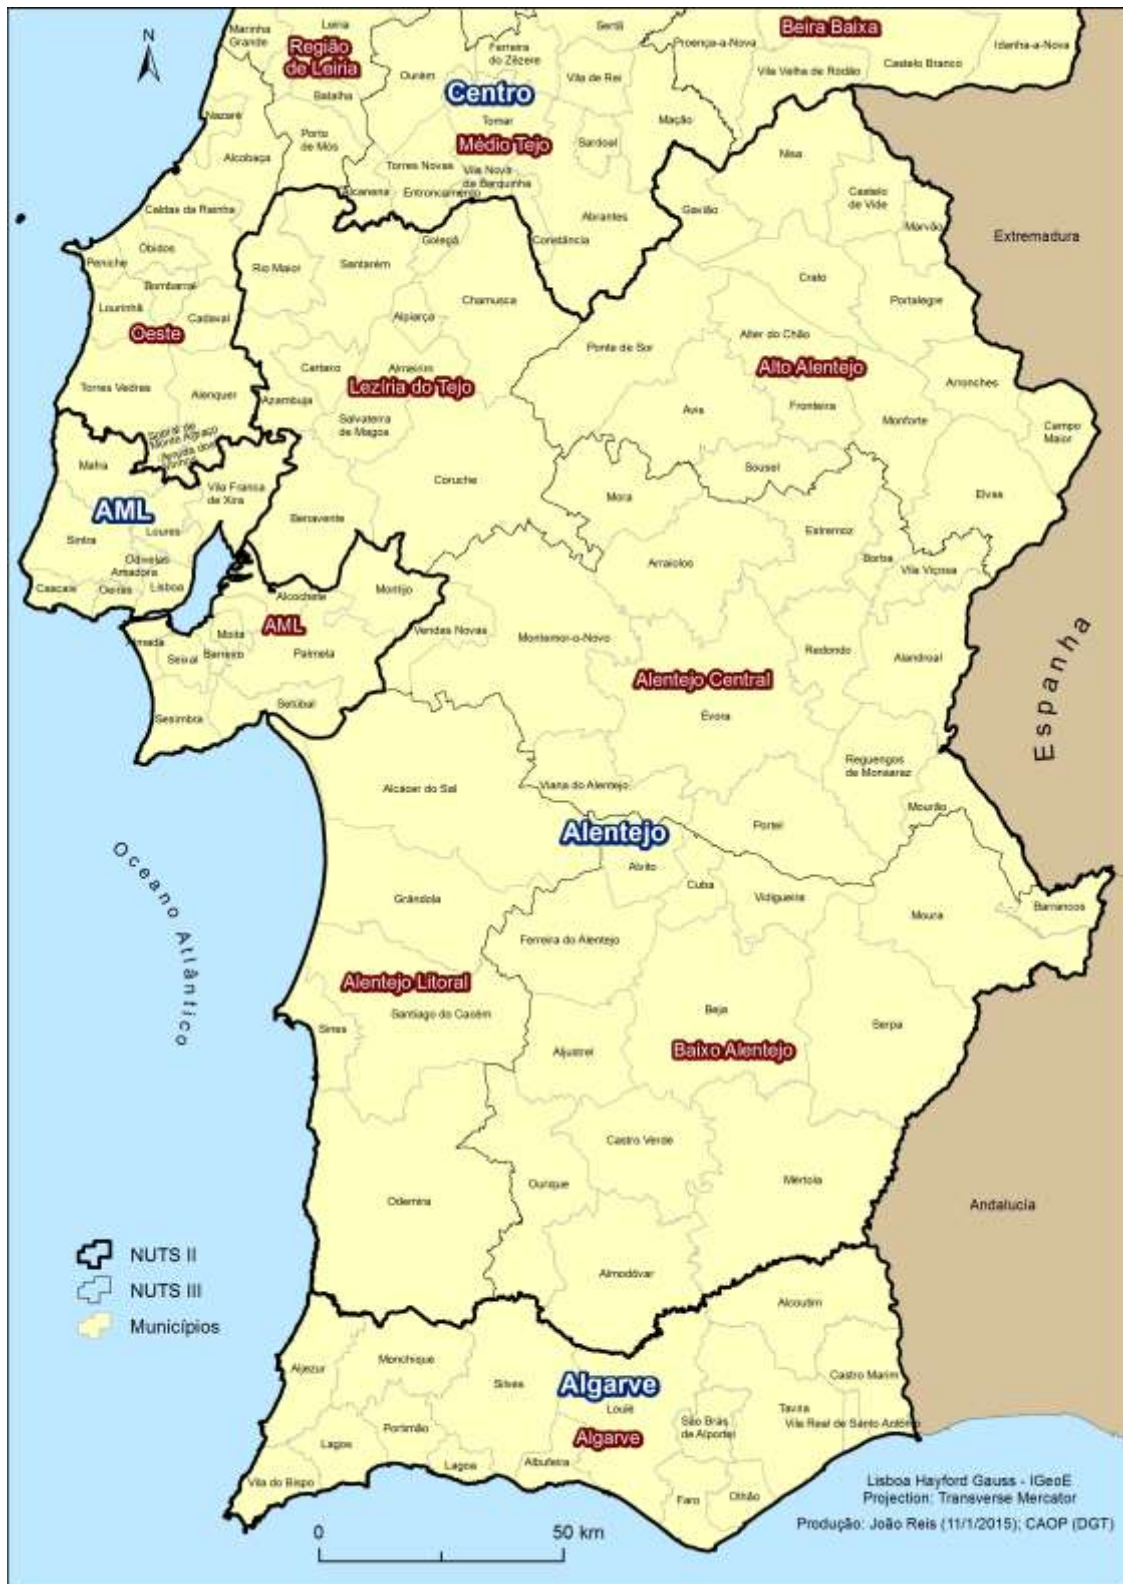 N
Marinha
Grande
Leiria
Região
de Leiria
Batalha
Nazaré
Porto
de Mós
Alcobaça
Caldas da Rainha
Óbidos
Peniche
Bombarral
Lourinhã
Cadaval
Oeste
Torres Vedras
Alenquer
Sobral de
Monte Agraço
Arruda dos
Vinhos
Ourém
Ferreira
do Zêzere
Sertã
Vila de Rei
Centro
Tomar
Médio Tejo
Sardoal
Mação
Torres Novas
Vila Nova
da Barquinha
Alcanena
Entroncamento
Abrantes
Constância
Proença-a-Nova
Beira Baixa
Idanha-a-Nova
Castelo Branco
Vila Velha de Rodão
Rio Maior
Santarém
Golegã
Chamusca
Alpiarça
Cartaxo
Almeirim
Lezíria do Tejo
Azambuja
Salvaterra
de Magos
Coruche
Benavente
Nisa
Castelo
de Vide
Gavião
Marvão
Crato
Portalegre
Ponte de Sor
Alter do Chão
Alto Alentejo
Arronches
Avis
Fronteira
Monforte
Campo
Maior
Sousel
Elvas
Extremadura
Mafra
AML
Vila Franca
de Xira
Sintra
Loures
Odivelas
Amadora
Cascais
Oeiras
Lisboa
Alcochete
Montijo
AML
Almada
Moita
Seixal
Barreiro
Palmela
Sesimbra
Setúbal
Mora
Estremoz
Arraiolos
Borba
Vila Viçosa
Vendas Novas
Montemor-o-Novo
Redondo
Alandroal
Alentejo Central
Évora
Reguengos
de Monsaraz
Viana do Alentejo
Mourão
Portel
Espanha
Alcácer do Sal
Alentejo
Alvito
Cuba
Vidigueira
Grândola
Moura
Barrancos
Ferreira do Alentejo
Oceano Atlântico
Alentejo Litoral
Santiago do Cacém
Sines
Beja
Serpa
Aljustrel
Baixo Alentejo
Castro Verde
Ourique
Mértola
Odemira
Almodôvar
Andalucía
NUTS II
NUTS III
Municípios
Alcoutim
Aljezur
Monchique
Silves
Algarve
Castro Marim
Loulé
Tavira
São Brás
de Alportel
Vila Real de Santo António
Portimão
Algarve
Lagos
Lagoa
Albufeira
Vila do Bispo
Faro
Olhão
Lisboa Hayford Gauss - IGeoE
Projection: Transverse Mercator
Produção: João Reis (11/1/2015); CAOP (DGT)
0
50 km